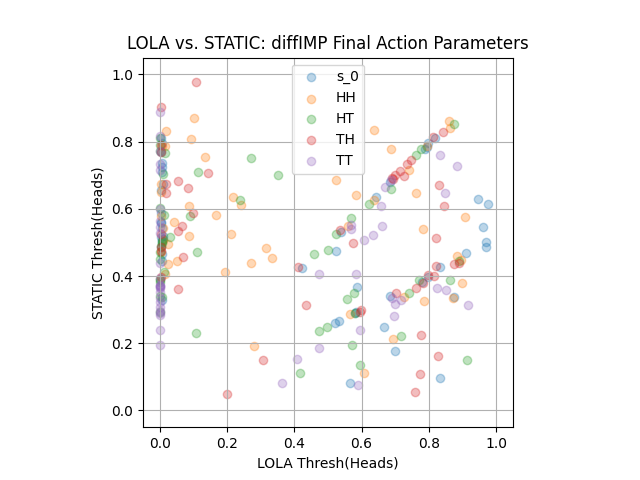 LOLA vs. STATIC: diffIMP Final Action Parameters
s_0
HH
HT
TH
TT
1.0
0.8
0.6
0.4
0.2
0.0
STATIC Thresh(Heads)
0.0 0.2 0.4 0.6 0.8 1.0
LOLA Thresh(Heads)